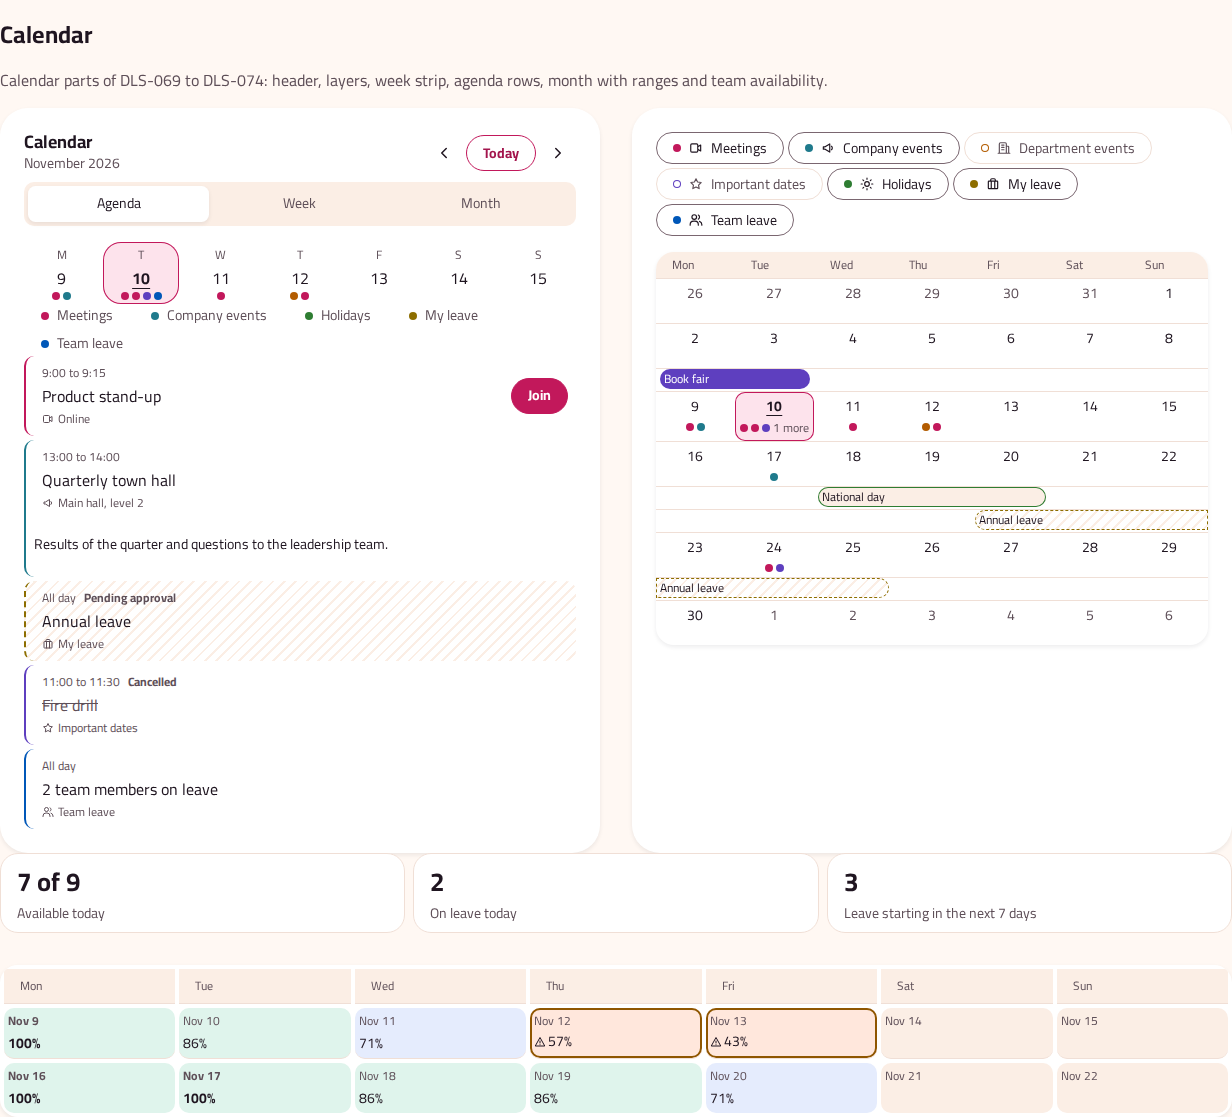 Calendar
Calendar parts of DLS-069 to DLS-074: header, layers, week strip, agenda rows, month with ranges and team availability.
Calendar
November 2026
Today
Agenda Week Month
M T W T F S S
9 10 11 12 13 14 15
Meetings Company events Holidays My leave
Team leave
9:00 to 9:15
Product stand-up
Online
Join
13:00 to 14:00
Quarterly town hall
Main hall, level 2
Results of the quarter and questions to the leadership team.
All day Pending approval
Annual leave
My leave
11:00 to 11:30 Cancelled
Fire drill
Important dates
All day
2 team members on leave
Team leave
Meetings Company events Department events
Important dates Holidays My leave
Team leave
Mon Tue Wed Thu Fri Sat Sun
26 27 28 29 30 31 1
2 3 4 5 6 7 8
Book fair
9 10 11 12 13 14 15
1 more
16 17 18 19 20 21 22
National day
Annual leave
23 24 25 26 27 28 29
Annual leave
30 1 2 3 4 5 6
7 of 9
Available today
2
On leave today
3
Leave starting in the next 7 days
Mon Tue Wed Thu Fri Sat Sun
Nov 9 Nov 10 Nov 11 Nov 12 Nov 13 Nov 14 Nov 15
100% 86% 71% 57% 43%
Nov 16 Nov 17 Nov 18 Nov 19 Nov 20 Nov 21 Nov 22
100% 100% 86% 86% 71%